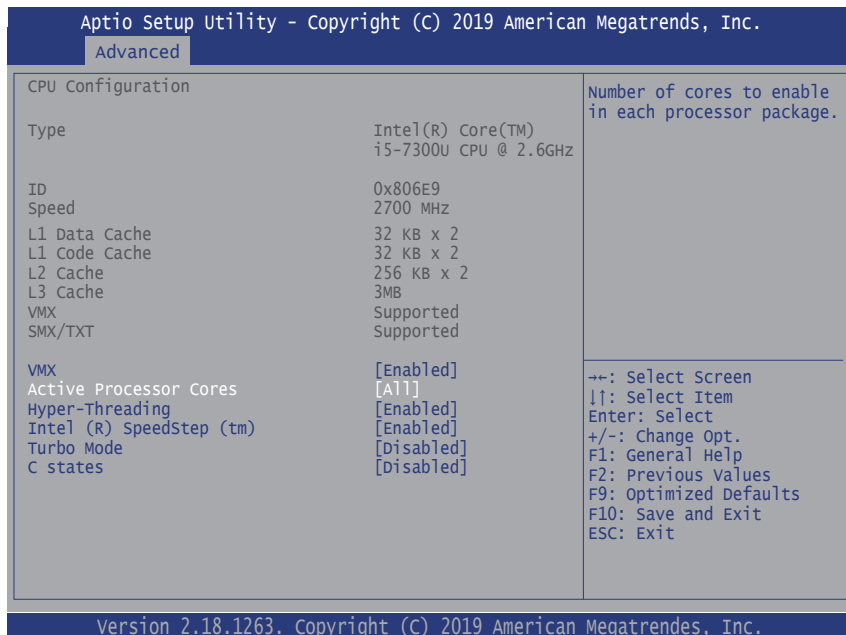 Aptio Setup Utility - Copyright (C) 2019 American Megatrends, Inc.
Advanced
CPU Configuration
Type Intel(R) Core(TM)
i5-7300U CPU @ 2.6GHz
ID 0x806E9
Speed 2700 MHz
L1 Data Cache 32 KB x 2
L1 Code Cache 32 KB x 2
L2 Cache 256 KB x 2
L3 Cache 3MB
VMX Supported
SMX/TXT Supported
VMX [Enabled]
Active Processor Cores [All]
Hyper-Threading [Enabled]
Intel (R) SpeedStep (tm) [Enabled]
Turbo Mode [Disabled]
C states [Disabled]
Number of cores to enable
in each processor package.
→←: Select Screen
↓↑: Select Item
Enter: Select
+/-: Change Opt.
F1: General Help
F2: Previous Values
F9: Optimized Defaults
F10: Save and Exit
ESC: Exit
Version 2.18.1263. Copyright (C) 2019 American Megatrendes, Inc.